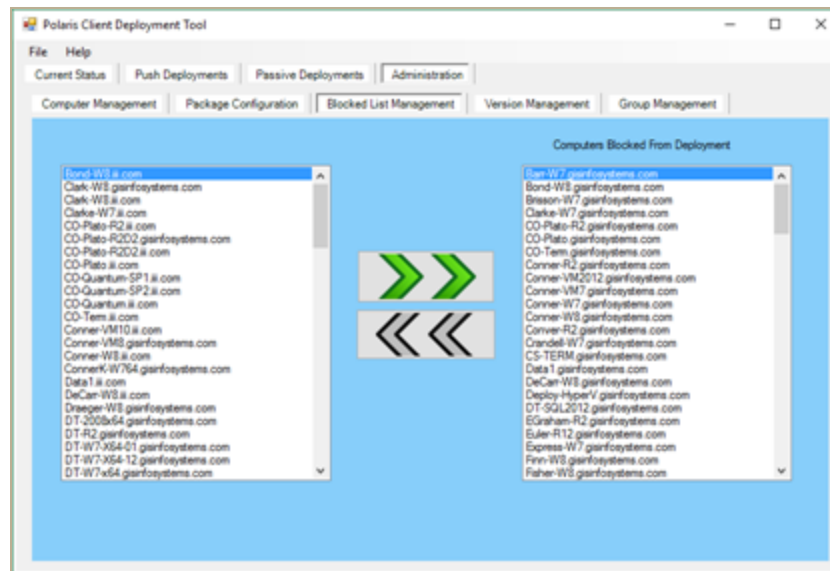 Polaris Client Deployment Tool
File Help
Current Status Push Deployments Passive Deployments Administration
Computer Management Package Configuration Blocked List Management Version Management Group Management
Computers Blocked From Deployment
Bond-W8.iii.com
Clark-W8.gisinfosystems.com
Clark-W8.iii.com
Clarke-W7.iii.com
CO-Plato-R2.iii.com
CO-Plato-R2D2.gisinfosystems.com
CO-Plato-R2D2.iii.com
CO-Plato.iii.com
CO-Quantum-SP1.iii.com
CO-Quantum-SP2.iii.com
CO-Quantum.iii.com
CO-Term.iii.com
Conner-VM10.iii.com
Conner-VM8.gisinfosystems.com
Conner-W8.iii.com
ConnerK-W764.gisinfosystems.com
Data1.iii.com
DeCarr-W8.iii.com
Draeger-W8.gisinfosystems.com
DT-2008x64.gisinfosystems.com
DT-R2.gisinfosystems.com
DT-W7-X64-01.gisinfosystems.com
DT-W7-X64-12.gisinfosystems.com
DT-W7-x64.gisinfosystems.com
Barr-W7.gisinfosystems.com
Bond-W8.gisinfosystems.com
Brisson-W7.gisinfosystems.com
Clarke-W7.gisinfosystems.com
CO-Plato-R2.gisinfosystems.com
CO-Plato.gisinfosystems.com
CO-Term.gisinfosystems.com
Conner-R2.gisinfosystems.com
Conner-VM2012.gisinfosystems.com
Conner-VM7.gisinfosystems.com
Conner-W7.gisinfosystems.com
Conner-W8.gisinfosystems.com
Conver-R2.gisinfosystems.com
Crandell-W7.gisinfosystems.com
CS-TERM.gisinfosystems.com
Data1.gisinfosystems.com
DeCarr-W8.gisinfosystems.com
Deploy-HyperV.gisinfosystems.com
DT-SQL2012.gisinfosystems.com
EGraham-R2.gisinfosystems.com
Euler-R12.gisinfosystems.com
Express-W7.gisinfosystems.com
Finn-W8.gisinfosystems.com
Fisher-W8.gisinfosystems.com